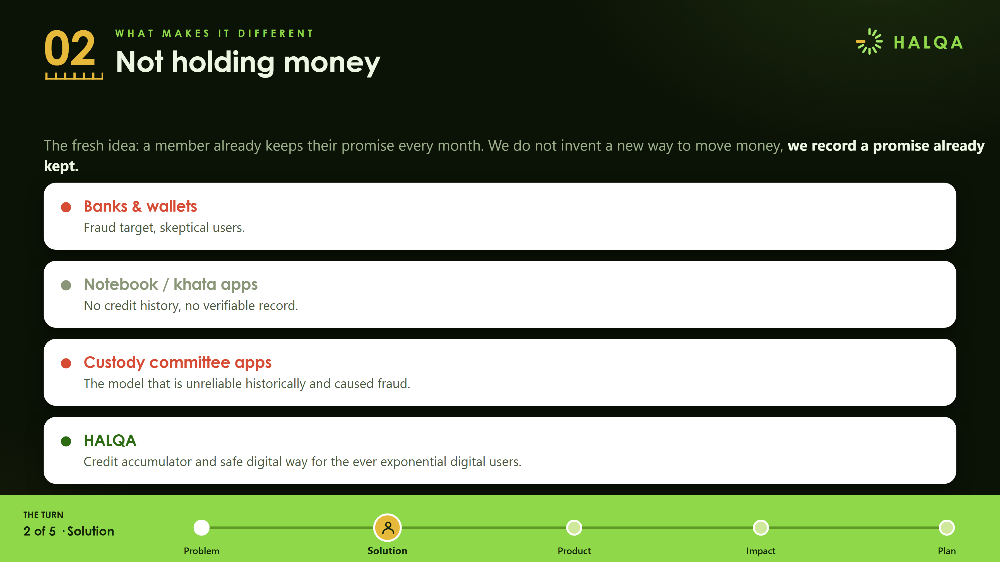 02
WHAT MAKES IT DIFFERENT
Not holding money
HALQA
The fresh idea: a member already keeps their promise every month. We do not invent a new way to move money, we record a promise already
kept.
Banks & wallets
Fraud target, skeptical users.
Notebook / khata apps
No credit history, no verifiable record.
Custody committee apps
The model that is unreliable historically and caused fraud.
HALQA
Credit accumulator and safe digital way for the ever exponential digital users.
THE TURN
2 of 5 · Solution
Problem
Solution
Product
Impact
Plan